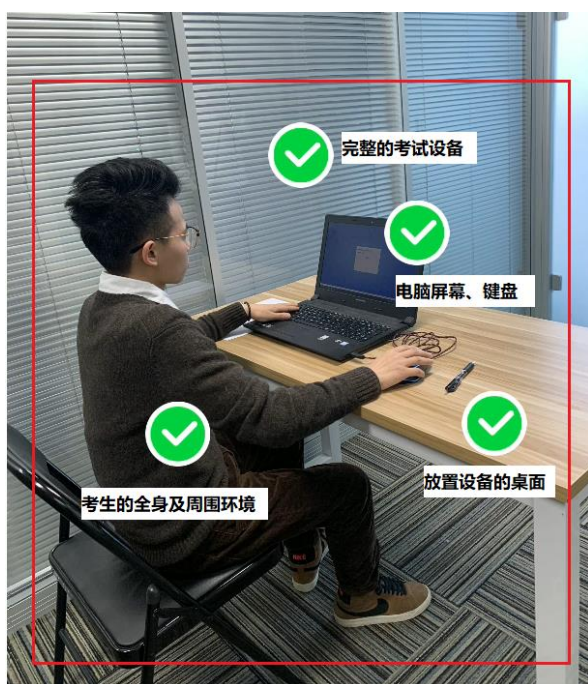 完整的考试设备
电脑屏幕、键盘
放置设备的桌面
考生的全身及周围环境